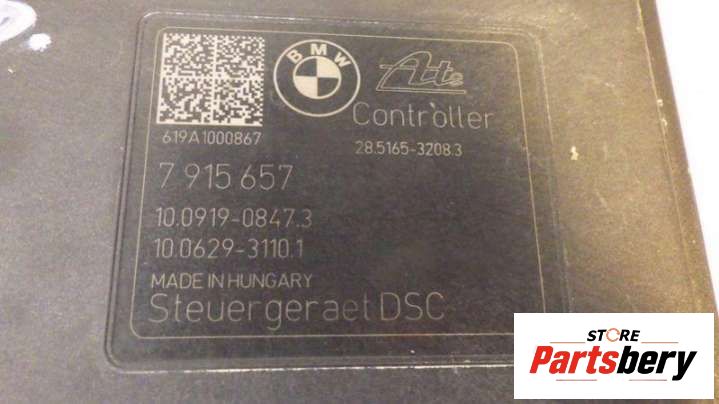 BMW
Ate
Controller
619A1000867
28.5165-3208.3
7 915 657
10.0919-0847.3
10.0629-3110.1
MADE IN HUNGARY
Steuergeraet DSC
STORE
Partsbery